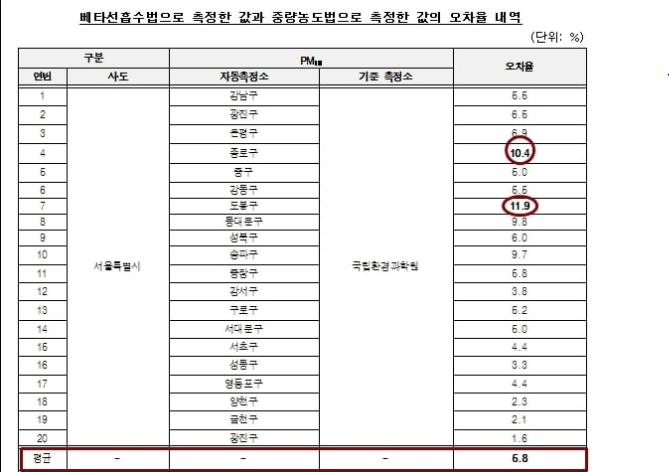 베타선흡수법으로 측정한 값과 중량농도법으로 측정한 값의 오차율 내역
(단위: %)
구분 PM₁₀ 오차율
연번 시도 자동측정소 기준 측정소
1 강남구 5.5
2 광진구 6.5
3 은평구 6.9
4 종로구 10.4
5 중구 5.0
6 강동구 5.5
7 도봉구 11.9
8 동대문구 9.8
9 성북구 6.0
10 송파구 9.7
서울특별시 국립환경과학원
11 중랑구 5.8
12 강서구 3.8
13 구로구 5.2
14 서대문구 5.0
15 서초구 4.4
16 성동구 3.3
17 영등포구 4.4
18 양천구 2.3
19 금천구 2.1
20 광진구 1.6
평균 - - - 5.8